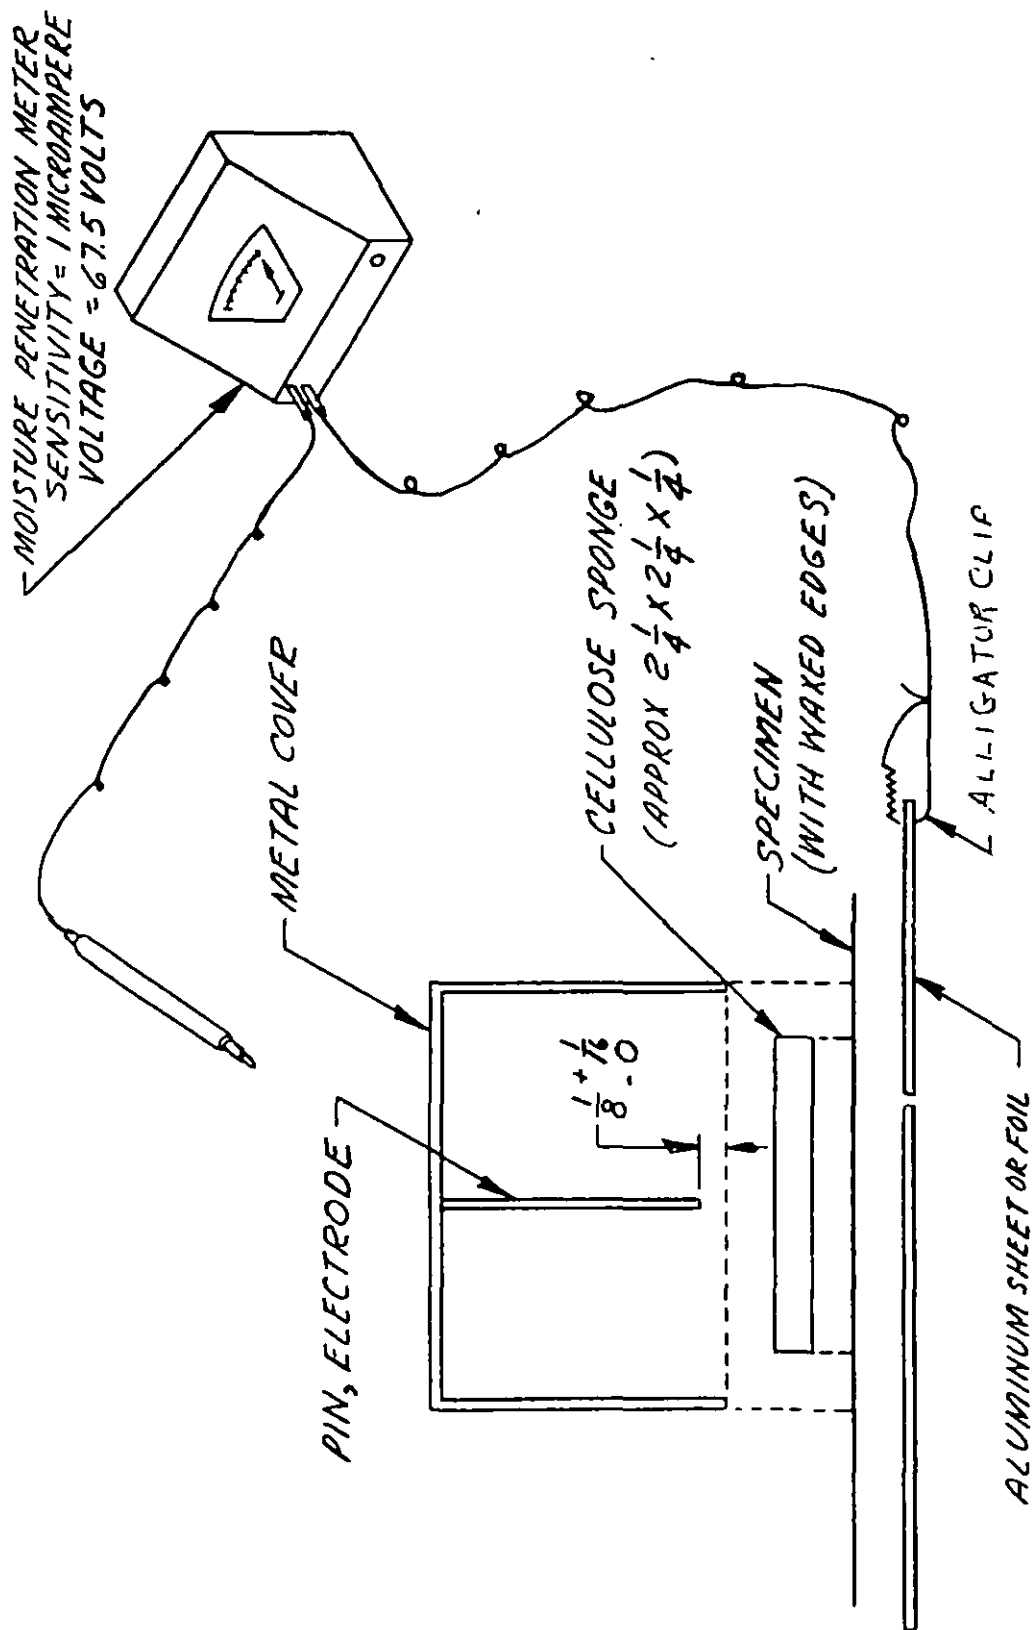 MOISTURE PENETRATION METER
SENSITIVITY = 1 MICROAMPERE
VOLTAGE = 67.5 VOLTS
METAL COVER
PIN, ELECTRODE
1/8 + 1/16
- 0
CELLULOSE SPONGE
(APPROX 2 1/4 X 2 1/4 X 1/4)
SPECIMEN
(WITH WAXED EDGES)
ALLIGATOR CLIP
ALUMINUM SHEET OR FOIL